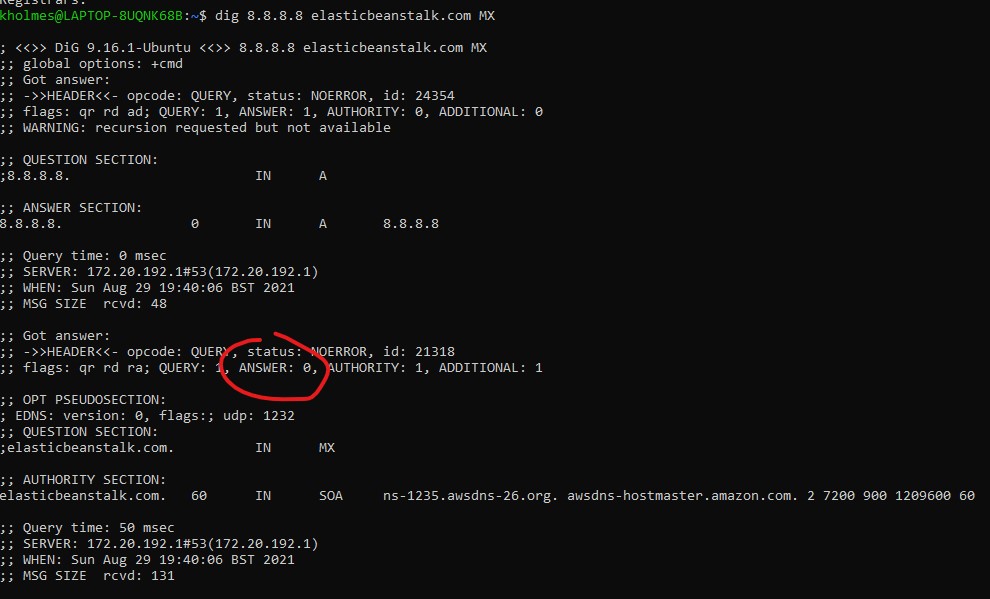 Registrars.
kholmes@LAPTOP-8UQNK68B:~$ dig 8.8.8.8 elasticbeanstalk.com MX
; <<>> DiG 9.16.1-Ubuntu <<>> 8.8.8.8 elasticbeanstalk.com MX
;; global options: +cmd
;; Got answer:
;; ->>HEADER<<- opcode: QUERY, status: NOERROR, id: 24354
;; flags: qr rd ad; QUERY: 1, ANSWER: 1, AUTHORITY: 0, ADDITIONAL: 0
;; WARNING: recursion requested but not available
;; QUESTION SECTION:
;8.8.8.8. IN A
;; ANSWER SECTION:
8.8.8.8. 0 IN A 8.8.8.8
;; Query time: 0 msec
;; SERVER: 172.20.192.1#53(172.20.192.1)
;; WHEN: Sun Aug 29 19:40:06 BST 2021
;; MSG SIZE rcvd: 48
;; Got answer:
;; ->>HEADER<<- opcode: QUERY, status: NOERROR, id: 21318
;; flags: qr rd ra; QUERY: 1, ANSWER: 0, AUTHORITY: 1, ADDITIONAL: 1
;; OPT PSEUDOSECTION:
; EDNS: version: 0, flags:; udp: 1232
;; QUESTION SECTION:
;elasticbeanstalk.com. IN MX
;; AUTHORITY SECTION:
elasticbeanstalk.com. 60 IN SOA ns-1235.awsdns-26.org. awsdns-hostmaster.amazon.com. 2 7200 900 1209600 60
;; Query time: 50 msec
;; SERVER: 172.20.192.1#53(172.20.192.1)
;; WHEN: Sun Aug 29 19:40:06 BST 2021
;; MSG SIZE rcvd: 131